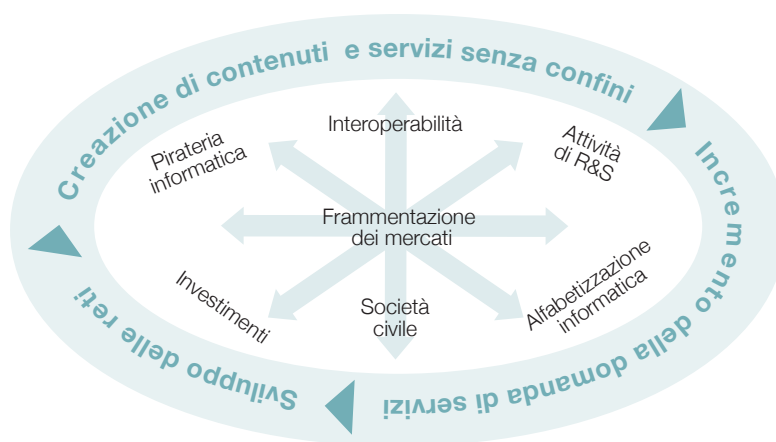 Creazione di contenuti e servizi senza confini
Interoperabilità
Pirateria
informatica
Attività
di R&S
Frammentazione
dei mercati
Investimenti
Società
civile
Alfabetizzazione
informatica
Incremento della domanda di servizi
Sviluppo delle reti